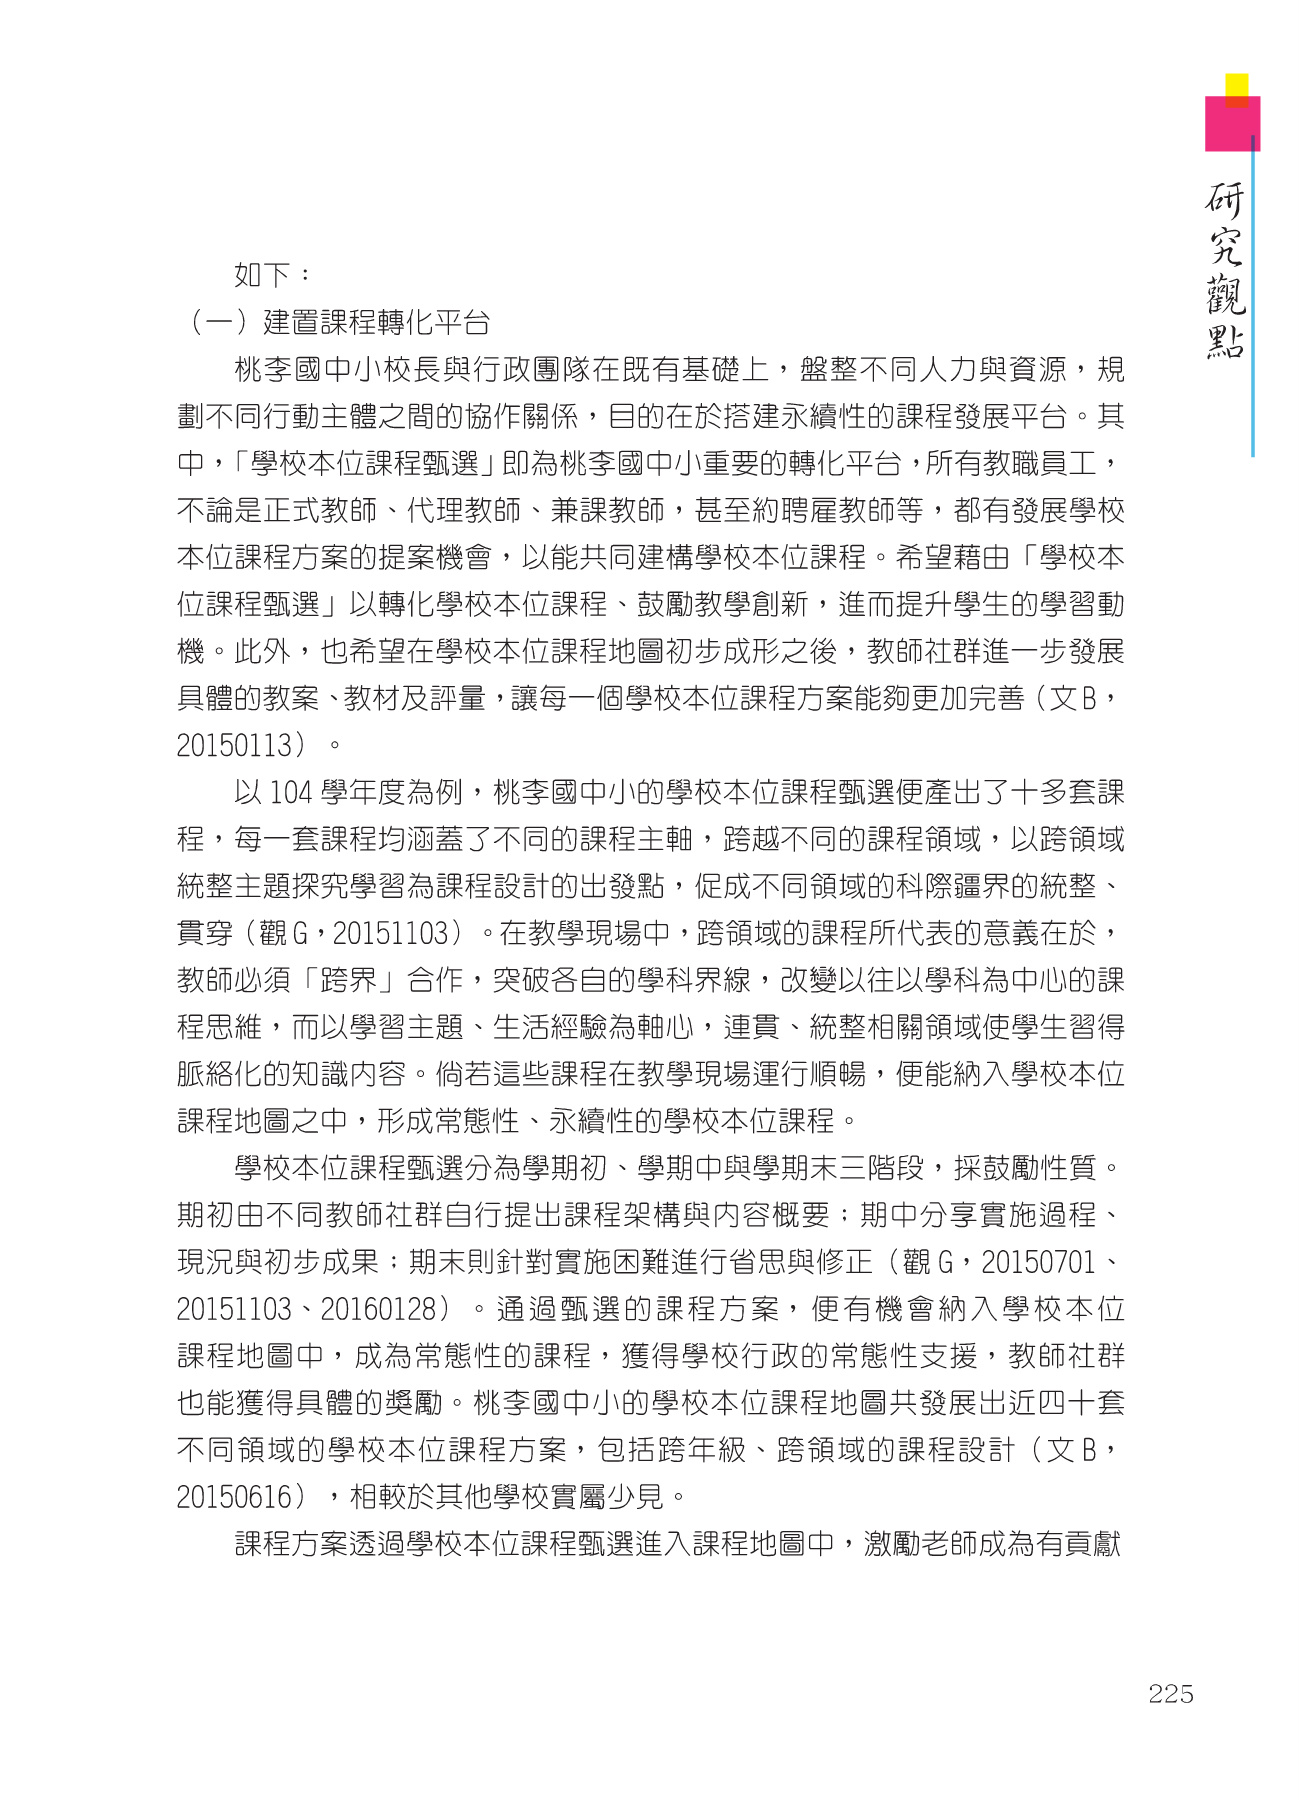 研究觀點
如下：
（一）建置課程轉化平台
桃李國中小校長與行政團隊在既有基礎上，盤整不同人力與資源，規
劃不同行動主體之間的協作關係，目的在於搭建永續性的課程發展平台。其
中，「學校本位課程甄選」即為桃李國中小重要的轉化平台，所有教職員工，
不論是正式教師、代理教師、兼課教師，甚至約聘雇教師等，都有發展學校
本位課程方案的提案機會，以能共同建構學校本位課程。希望藉由「學校本
位課程甄選」以轉化學校本位課程、鼓勵教學創新，進而提升學生的學習動
機。此外，也希望在學校本位課程地圖初步成形之後，教師社群進一步發展
具體的教案、教材及評量，讓每一個學校本位課程方案能夠更加完善（文B，
20150113）。
以 104 學年度為例，桃李國中小的學校本位課程甄選便產出了十多套課
程，每一套課程均涵蓋了不同的課程主軸，跨越不同的課程領域，以跨領域
統整主題探究學習為課程設計的出發點，促成不同領域的科際疆界的統整、
貫穿（觀G，20151103）。在教學現場中，跨領域的課程所代表的意義在於，
教師必須「跨界」合作，突破各自的學科界線，改變以往以學科為中心的課
程思維，而以學習主題、生活經驗為軸心，連貫、統整相關領域使學生習得
脈絡化的知識內容。倘若這些課程在教學現場運行順暢，便能納入學校本位
課程地圖之中，形成常態性、永續性的學校本位課程。
學校本位課程甄選分為學期初、學期中與學期末三階段，採鼓勵性質。
期初由不同教師社群自行提出課程架構與內容概要；期中分享實施過程、
現況與初步成果；期末則針對實施困難進行省思與修正（觀G，20150701、
20151103、20160128）。通過甄選的課程方案，便有機會納入學校本位
課程地圖中，成為常態性的課程，獲得學校行政的常態性支援，教師社群
也能獲得具體的獎勵。桃李國中小的學校本位課程地圖共發展出近四十套
不同領域的學校本位課程方案，包括跨年級、跨領域的課程設計（文B，
20150616），相較於其他學校實屬少見。
課程方案透過學校本位課程甄選進入課程地圖中，激勵老師成為有貢獻
225